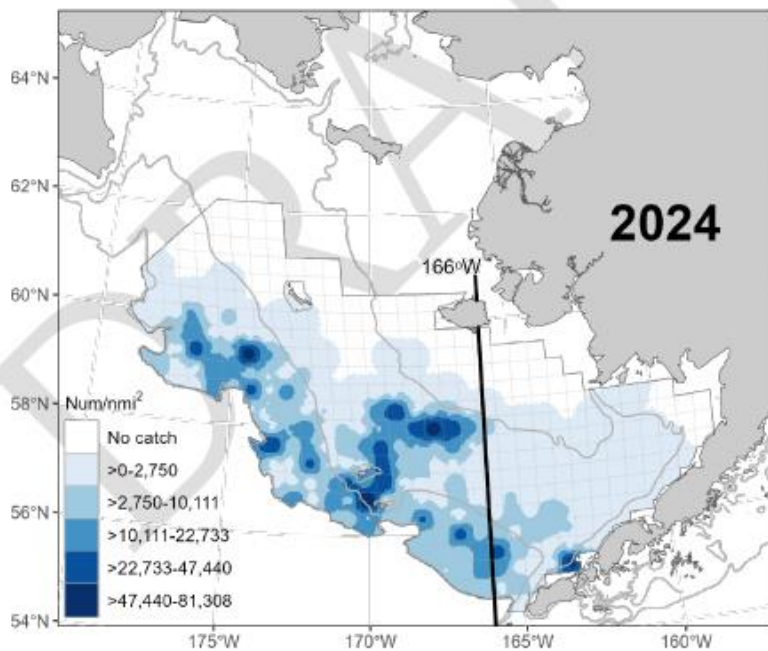 DRA
64°N
62°N
60°N
58°N
56°N
54°N
2024
166°W
Num/nmi²
No catch
>0-2,750
>2,750-10,111
>10,111-22,733
>22,733-47,440
>47,440-81,308
175°W
170°W
165°W
160°W